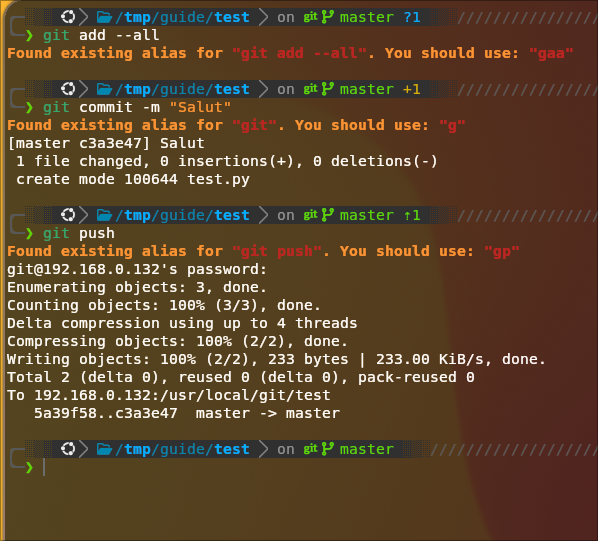 /tmp/guide/test on git master ?1 /////////////////
❯ git add --all
Found existing alias for "git add --all". You should use: "gaa"
/tmp/guide/test on git master +1 /////////////////
❯ git commit -m "Salut"
Found existing alias for "git". You should use: "g"
[master c3a3e47] Salut
1 file changed, 0 insertions(+), 0 deletions(-)
create mode 100644 test.py
/tmp/guide/test on git master ↑1 /////////////////
❯ git push
Found existing alias for "git push". You should use: "gp"
git@192.168.0.132's password:
Enumerating objects: 3, done.
Counting objects: 100% (3/3), done.
Delta compression using up to 4 threads
Compressing objects: 100% (2/2), done.
Writing objects: 100% (2/2), 233 bytes | 233.00 KiB/s, done.
Total 2 (delta 0), reused 0 (delta 0), pack-reused 0
To 192.168.0.132:/usr/local/git/test
5a39f58..c3a3e47 master -> master
/tmp/guide/test on git master ////////////////////
❯